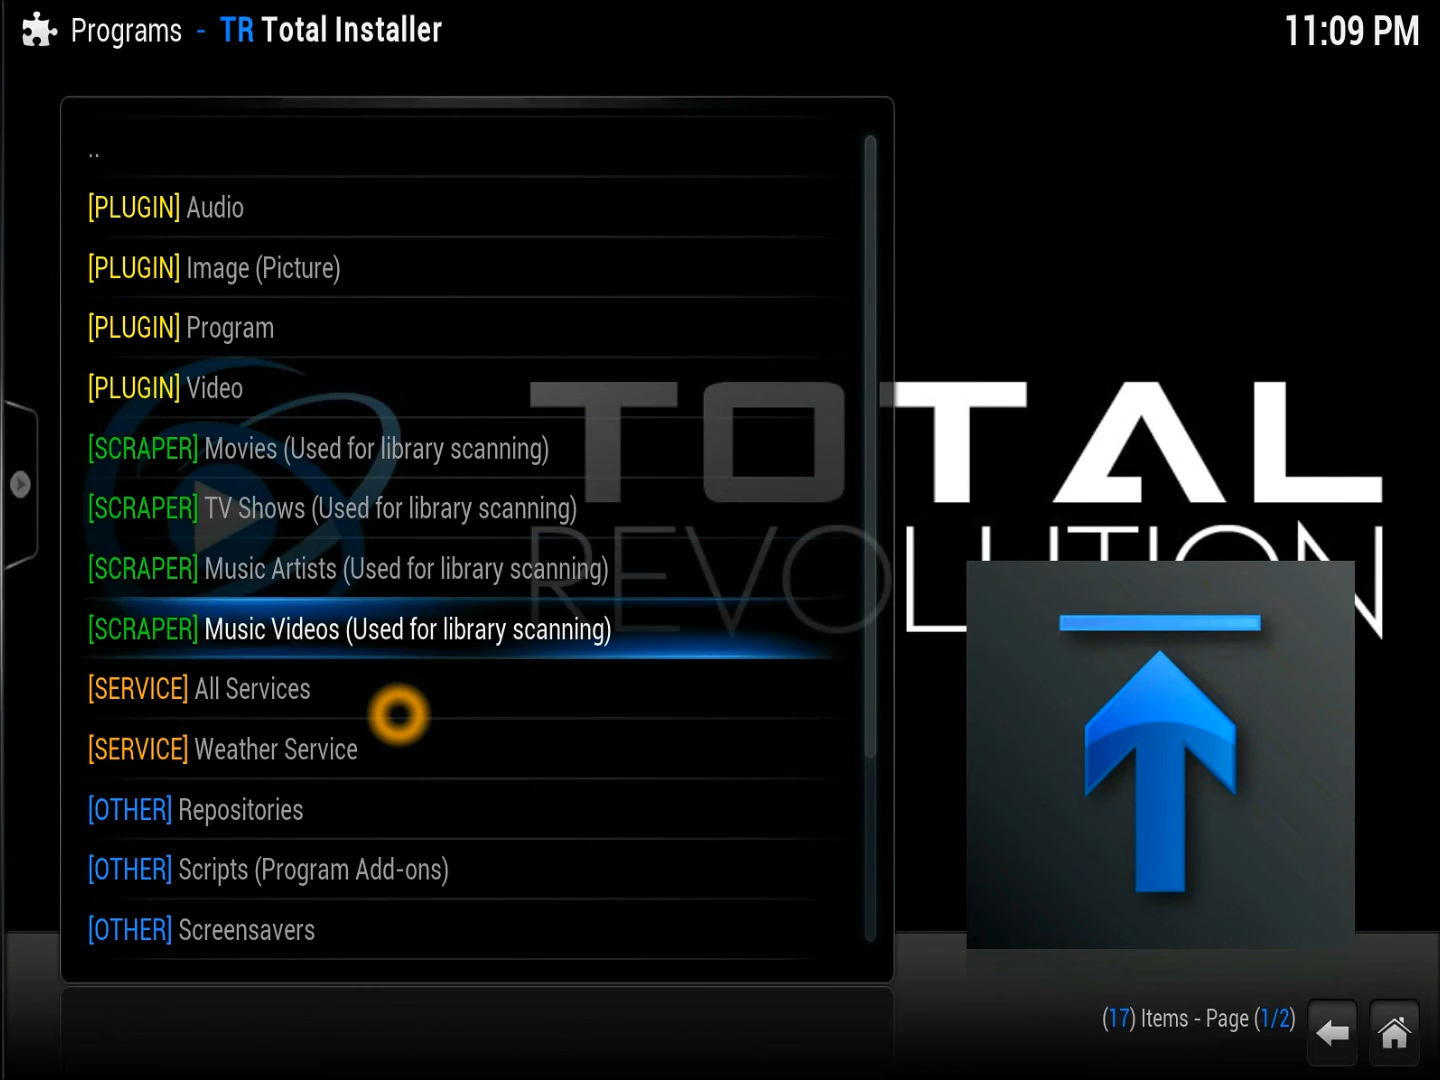 Programs - TR Total Installer
11:09 PM
..
[PLUGIN] Audio
[PLUGIN] Image (Picture)
[PLUGIN] Program
[PLUGIN] Video
[SCRAPER] Movies (Used for library scanning)
[SCRAPER] TV Shows (Used for library scanning)
[SCRAPER] Music Artists (Used for library scanning)
[SCRAPER] Music Videos (Used for library scanning)
[SERVICE] All Services
[SERVICE] Weather Service
[OTHER] Repositories
[OTHER] Scripts (Program Add-ons)
[OTHER] Screensavers
TOTAL
REVOLUTION
(17) Items - Page (1/2)